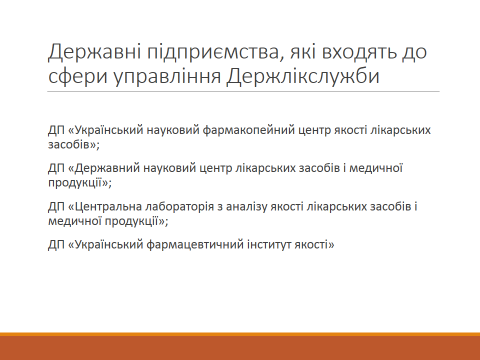 Державні підприємства, які входять до
сфери управління Держлікслужби
ДП «Український науковий фармакопейний центр якості лікарських
засобів»;
ДП «Державний науковий центр лікарських засобів і медичної
продукції»;
ДП «Центральна лабораторія з аналізу якості лікарських засобів і
медичної продукції»;
ДП «Український фармацевтичний інститут якості»